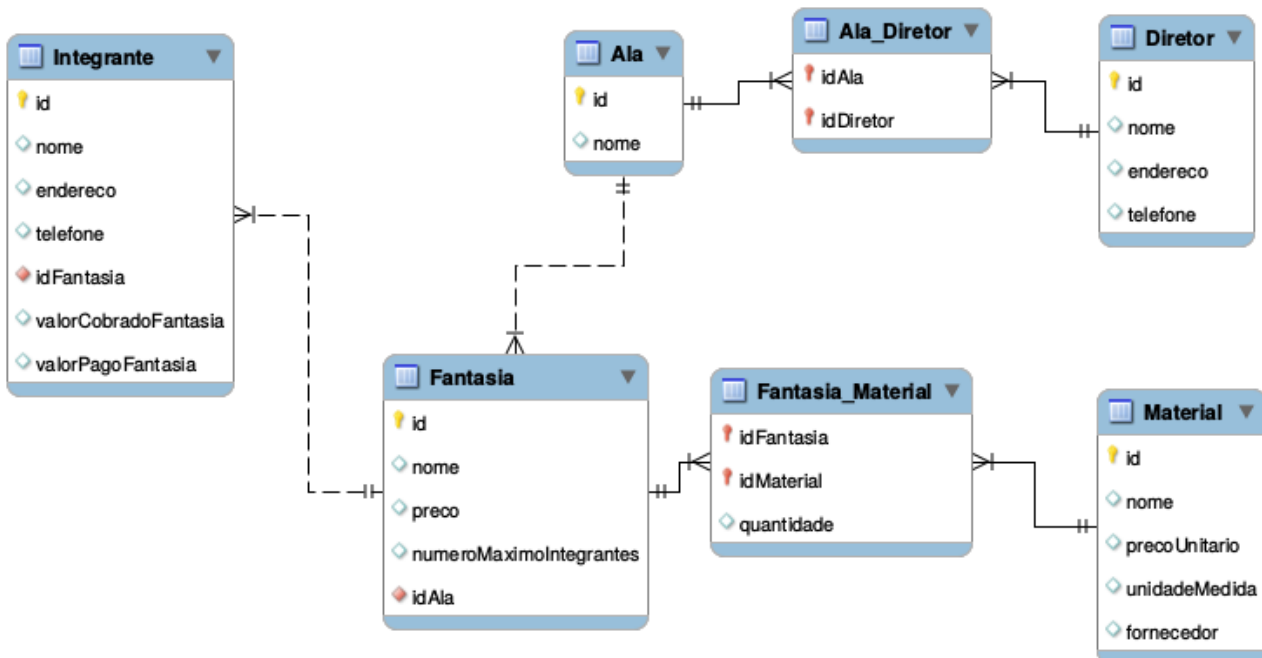 Integrante
id
nome
endereco
telefone
idFantasia
valorCobradoFantasia
valorPagoFantasia
Ala
id
nome
Ala_Diretor
idAla
idDiretor
Diretor
id
nome
endereco
telefone
Fantasia
id
nome
preco
numeroMaximoIntegrantes
idAla
Fantasia_Material
idFantasia
idMaterial
quantidade
Material
id
nome
precoUnitario
unidadeMedida
fornecedor